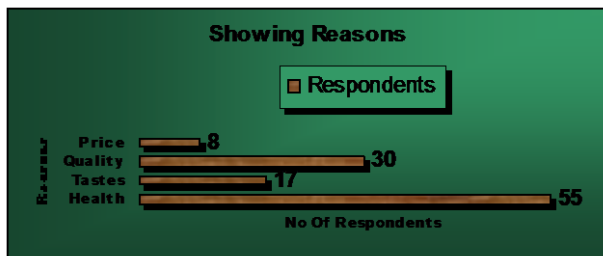 Showing Reasons
Respondents
Price 8
Quality 30
Tastes 17
Health 55
No Of Respondents